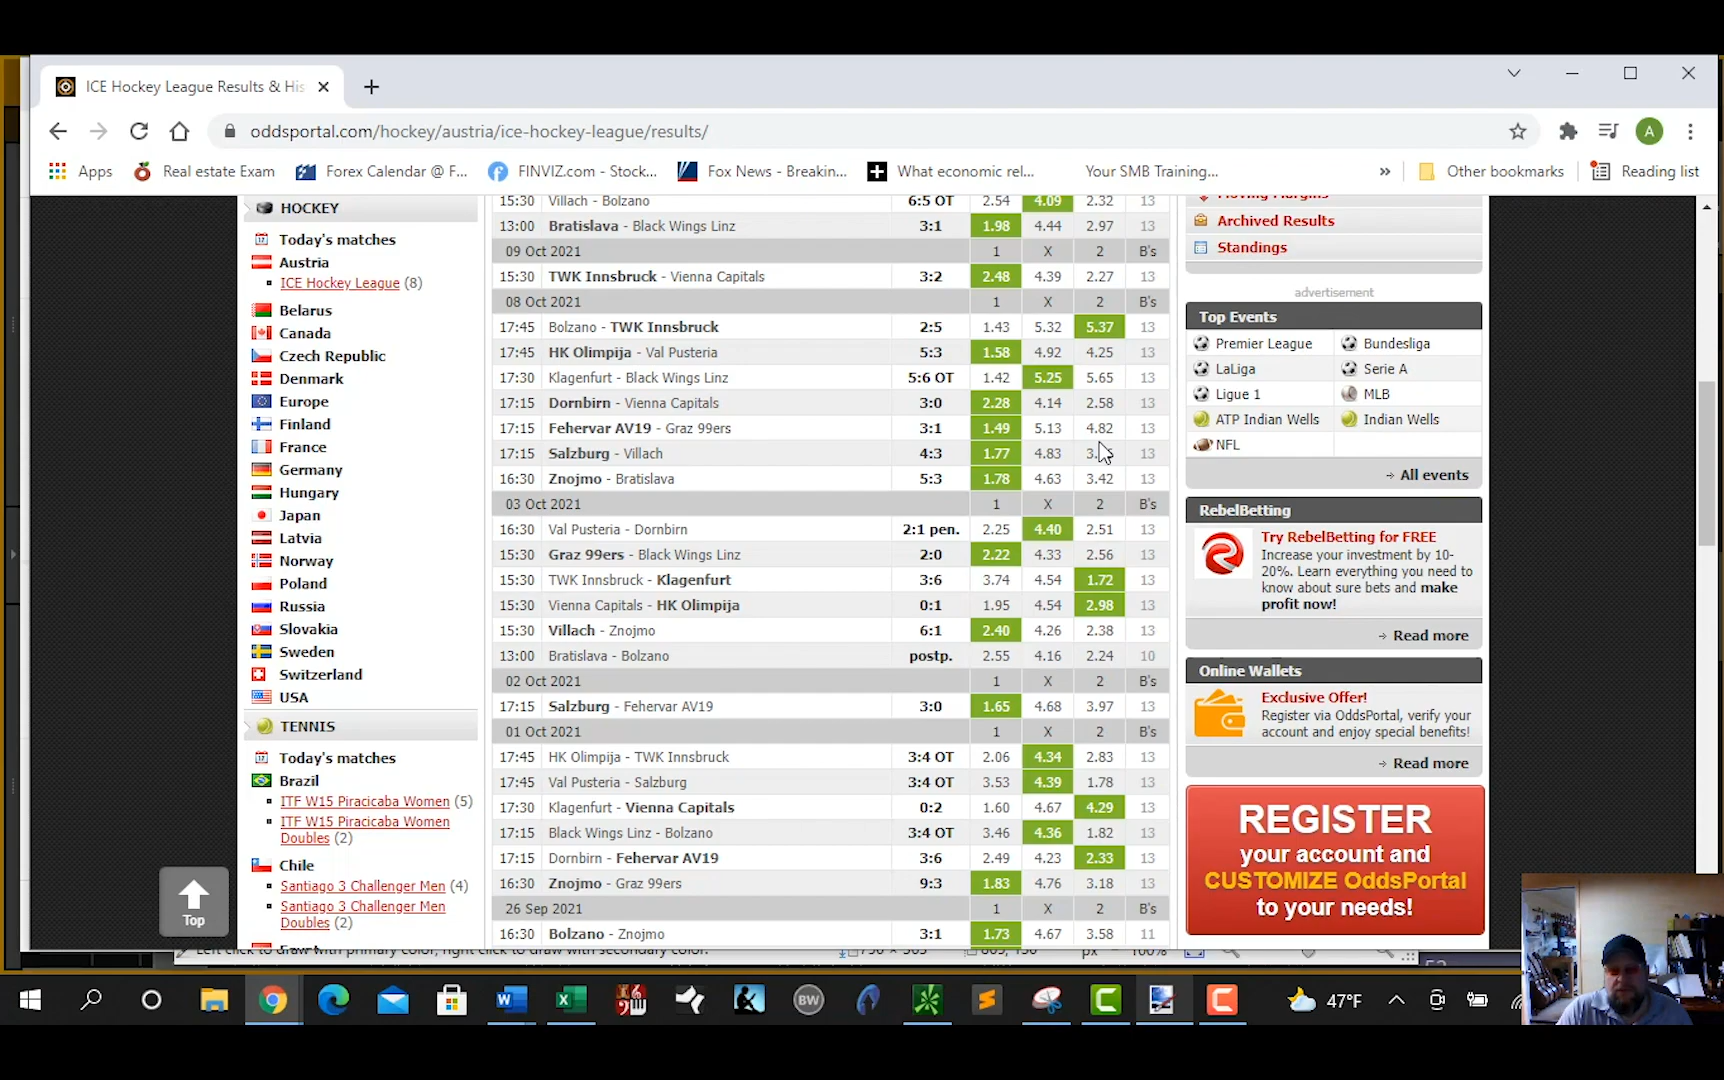 ICE Hockey League Results & His
oddsportal.com/hockey/austria/ice-hockey-league/results/
A
Apps Real estate Exam Forex Calendar @ F... FINVIZ.com - Stock... Fox News - Breakin... What economic rel... Your SMB Training... » Other bookmarks Reading list
HOCKEY
Today's matches
Austria
ICE Hockey League (8)
Belarus
Canada
Czech Republic
Denmark
Europe
Finland
France
Germany
Hungary
Japan
Latvia
Norway
Poland
Russia
Slovakia
Sweden
Switzerland
USA
TENNIS
Today's matches
Brazil
ITF W15 Piracicaba Women (5)
ITF W15 Piracicaba Women
Doubles (2)
Chile
Santiago 3 Challenger Men (4)
Santiago 3 Challenger Men
Doubles (2)
Top
15:30 Villach - Bolzano 6:5 OT 2.54 4.09 2.32 13
13:00 Bratislava - Black Wings Linz 3:1 1.98 4.44 2.97 13
09 Oct 2021 1 X 2 B's
15:30 TWK Innsbruck - Vienna Capitals 3:2 2.48 4.39 2.27 13
08 Oct 2021 1 X 2 B's
17:45 Bolzano - TWK Innsbruck 2:5 1.43 5.32 5.37 13
17:45 HK Olimpija - Val Pusteria 5:3 1.58 4.92 4.25 13
17:30 Klagenfurt - Black Wings Linz 5:6 OT 1.42 5.25 5.65 13
17:15 Dornbirn - Vienna Capitals 3:0 2.28 4.14 2.58 13
17:15 Fehervar AV19 - Graz 99ers 3:1 1.49 5.13 4.82 13
17:15 Salzburg - Villach 4:3 1.77 4.83 13
16:30 Znojmo - Bratislava 5:3 1.78 4.63 3.42 13
03 Oct 2021 1 X 2 B's
16:30 Val Pusteria - Dornbirn 2:1 pen. 2.25 4.40 2.51 13
15:30 Graz 99ers - Black Wings Linz 2:0 2.22 4.33 2.56 13
15:30 TWK Innsbruck - Klagenfurt 3:6 3.74 4.54 1.72 13
15:30 Vienna Capitals - HK Olimpija 0:1 1.95 4.54 2.98 13
15:30 Villach - Znojmo 6:1 2.40 4.26 2.38 13
13:00 Bratislava - Bolzano postp. 2.55 4.16 2.24 10
02 Oct 2021 1 X 2 B's
17:15 Salzburg - Fehervar AV19 3:0 1.65 4.68 3.97 13
01 Oct 2021 1 X 2 B's
17:45 HK Olimpija - TWK Innsbruck 3:4 OT 2.06 4.34 2.83 13
17:45 Val Pusteria - Salzburg 3:4 OT 3.53 4.39 1.78 13
17:30 Klagenfurt - Vienna Capitals 0:2 1.60 4.67 4.29 13
17:15 Black Wings Linz - Bolzano 3:4 OT 3.46 4.36 1.82 13
17:15 Dornbirn - Fehervar AV19 3:6 2.49 4.23 2.33 13
16:30 Znojmo - Graz 99ers 9:3 1.83 4.76 3.18 13
26 Sep 2021 1 X 2 B's
16:30 Bolzano - Znojmo 3:1 1.73 4.67 3.58 11
Archived Results
Standings
advertisement
Top Events
Premier League Bundesliga
LaLiga Serie A
Ligue 1 MLB
ATP Indian Wells Indian Wells
NFL
All events
RebelBetting
Try RebelBetting for FREE
Increase your investment by 10-
20%. Learn everything you need to
know about sure bets and make
profit now!
Read more
Online Wallets
Exclusive Offer!
Register via OddsPortal, verify your
account and enjoy special benefits!
Read more
REGISTER
your account and
CUSTOMIZE OddsPortal
to your needs!
BW
47°F